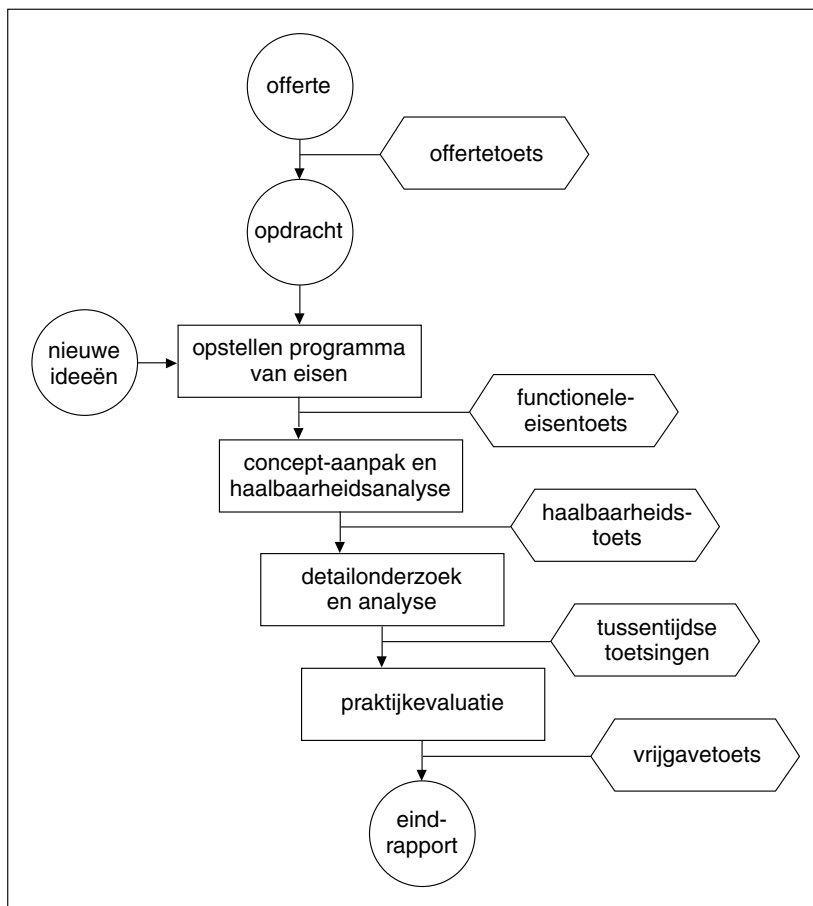 offerte
offertetoets
opdracht
nieuwe
ideeën
opstellen programma
van eisen
functionele-
eisentoets
concept-aanpak en
haalbaarheidsanalyse
haalbaarheids-
toets
detailonderzoek
en analyse
tussentijdse
toetsingen
praktijkevaluatie
vrijgavetoets
eind-
rapport